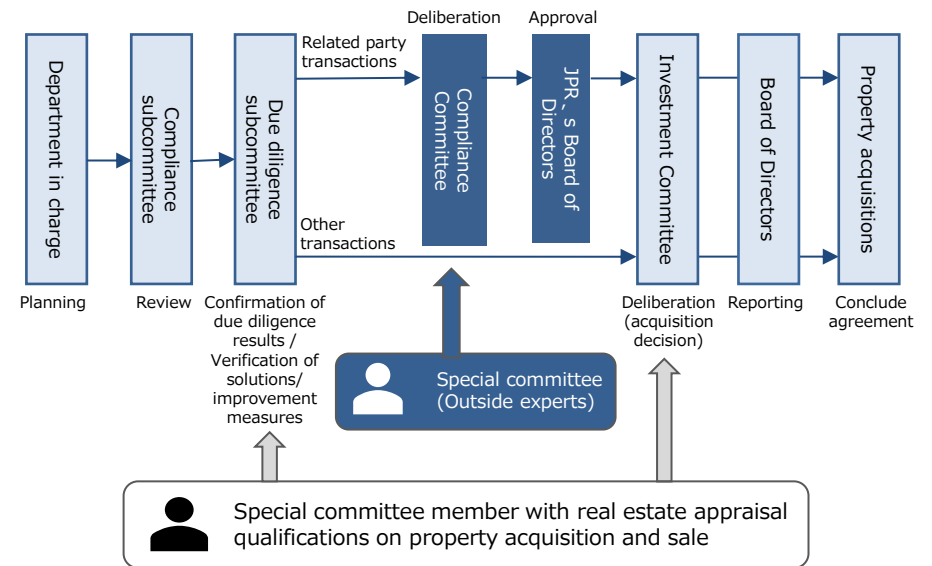 Deliberation
Approval
Department in charge
Compliance
subcommittee
Due diligence
subcommittee
Related party
transactions
Other
transactions
Compliance
Committee
JPR、s Board of
Directors
Investment Committee
Board of Directors
Property acquisitions
Planning
Review
Confirmation of
due diligence
results /
Verification of
solutions/
improvement
measures
Deliberation
(acquisition
decision)
Reporting
Conclude
agreement
Special committee
(Outside experts)
Special committee member with real estate appraisal
qualifications on property acquisition and sale